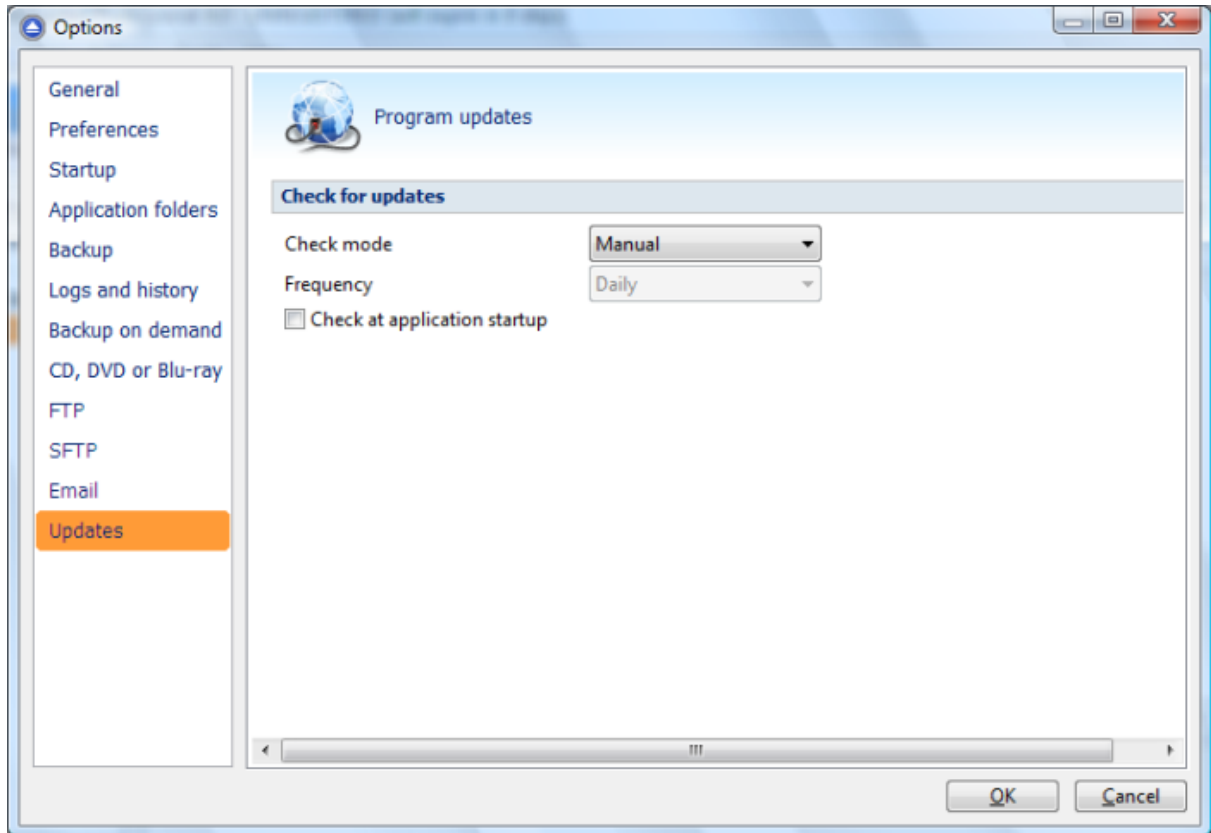 Options
General
Preferences
Startup
Application folders
Backup
Logs and history
Backup on demand
CD, DVD or Blu-ray
FTP
SFTP
Email
Updates
Program updates
Check for updates
Check mode Manual
Frequency Daily
Check at application startup
OK Cancel